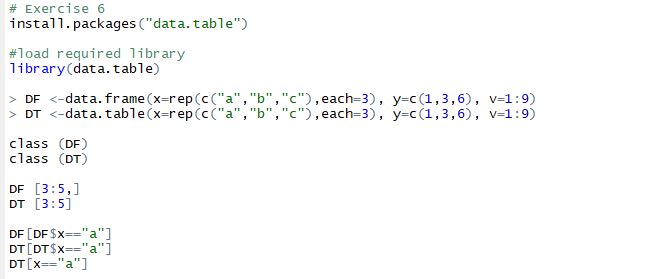 # Exercise 6
install.packages("data.table")
#load required library
library(data.table)
> DF <-data.frame(x=rep(c("a","b","c"),each=3), y=c(1,3,6), v=1:9)
> DT <-data.table(x=rep(c("a","b","c"),each=3), y=c(1,3,6), v=1:9)
class (DF)
class (DT)
DF [3:5,]
DT [3:5]
DF[DF$x=="a"]
DT[DT$x=="a"]
DT[x=="a"]